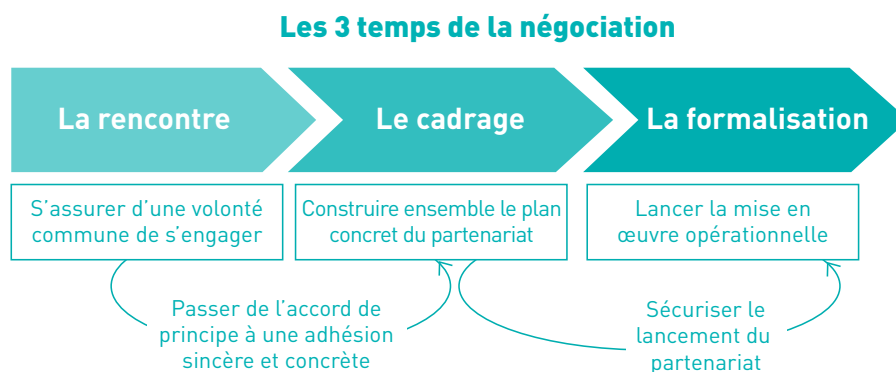 Les 3 temps de la négociation
La rencontre
Le cadrage
La formalisation
S’assurer d’une volonté
commune de s’engager
Construire ensemble le plan
concret du partenariat
Lancer la mise en
œuvre opérationnelle
Passer de l’accord de
principe à une adhésion
sincère et concrète
Sécuriser le
lancement du
partenariat